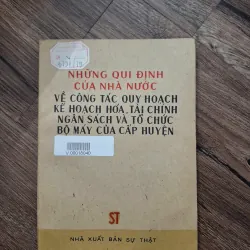 NHỮNG QUI ĐỊNH
CỦA NHÀ NƯỚC
VỀ CÔNG TÁC QUY HOẠCH
KẾ HOẠCH HÓA, TÀI CHÍNH
NGÂN SÁCH VÀ TỔ CHỨC
BỘ MÁY CỦA CẤP HUYỆN
ST
NHÀ XUẤT BẢN SỰ THẬT